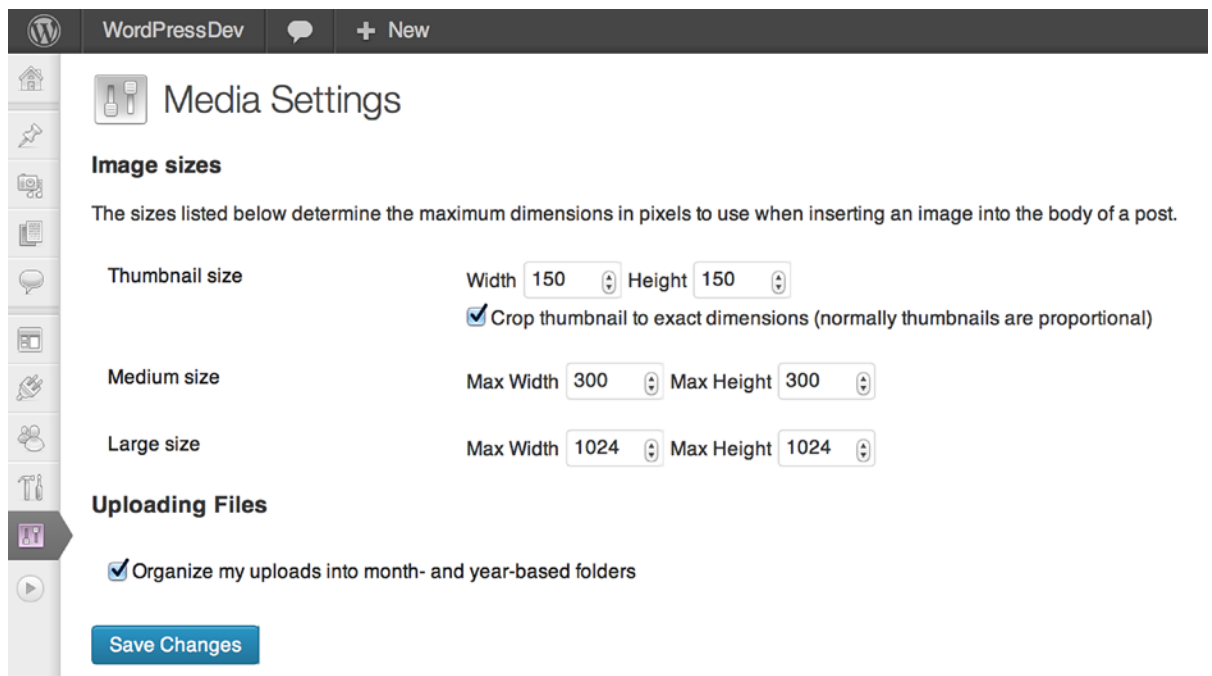 WordPressDev + New
Media Settings
Image sizes
The sizes listed below determine the maximum dimensions in pixels to use when inserting an image into the body of a post.
Thumbnail size Width 150 Height 150
Crop thumbnail to exact dimensions (normally thumbnails are proportional)
Medium size Max Width 300 Max Height 300
Large size Max Width 1024 Max Height 1024
Uploading Files
Organize my uploads into month- and year-based folders
Save Changes